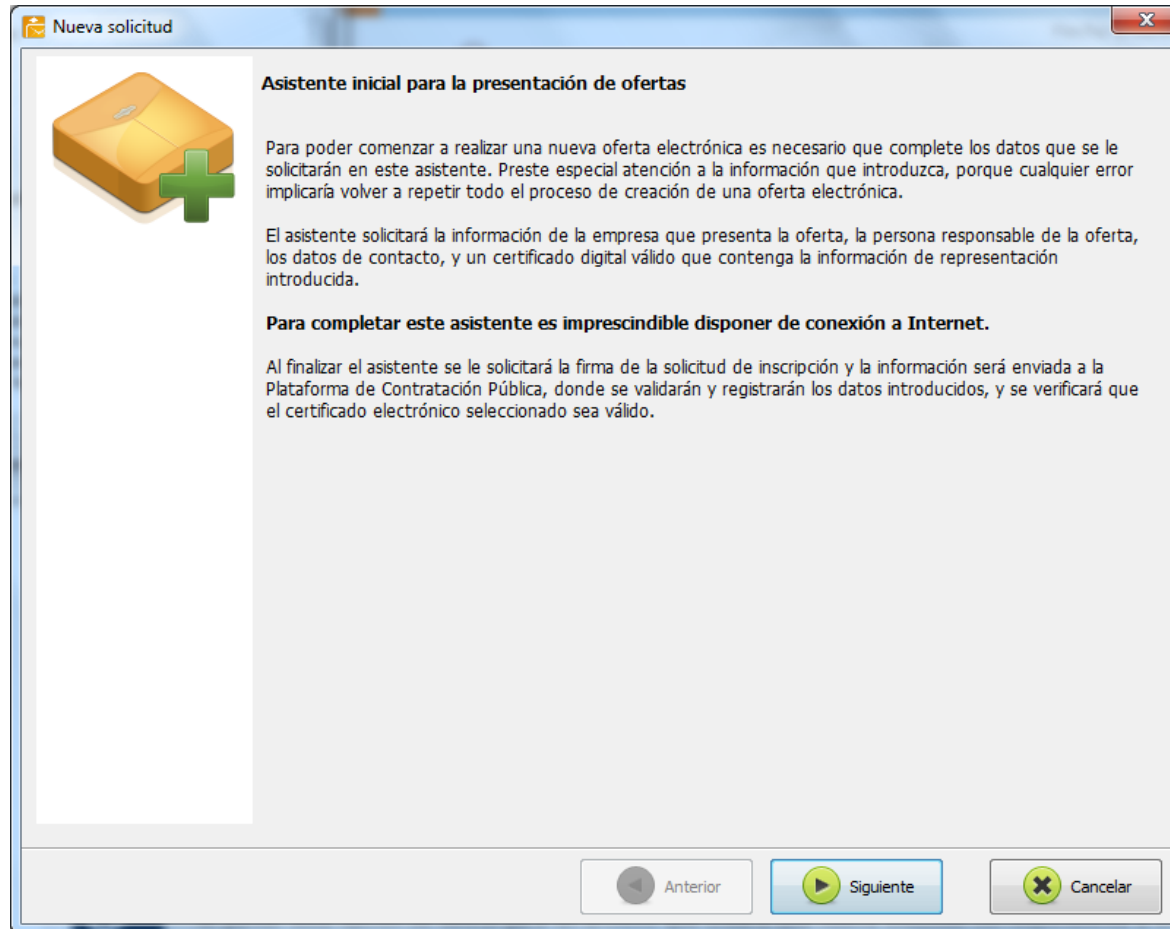 Nueva solicitud
Asistente inicial para la presentación de ofertas
Para poder comenzar a realizar una nueva oferta electrónica es necesario que complete los datos que se le
solicitarán en este asistente. Preste especial atención a la información que introduzca, porque cualquier error
implicaría volver a repetir todo el proceso de creación de una oferta electrónica.
El asistente solicitará la información de la empresa que presenta la oferta, la persona responsable de la oferta,
los datos de contacto, y un certificado digital válido que contenga la información de representación
introducida.
Para completar este asistente es imprescindible disponer de conexión a Internet.
Al finalizar el asistente se le solicitará la firma de la solicitud de inscripción y la información será enviada a la
Plataforma de Contratación Pública, donde se validarán y registrarán los datos introducidos, y se verificará que
el certificado electrónico seleccionado sea válido.
Anterior
Siguiente
Cancelar